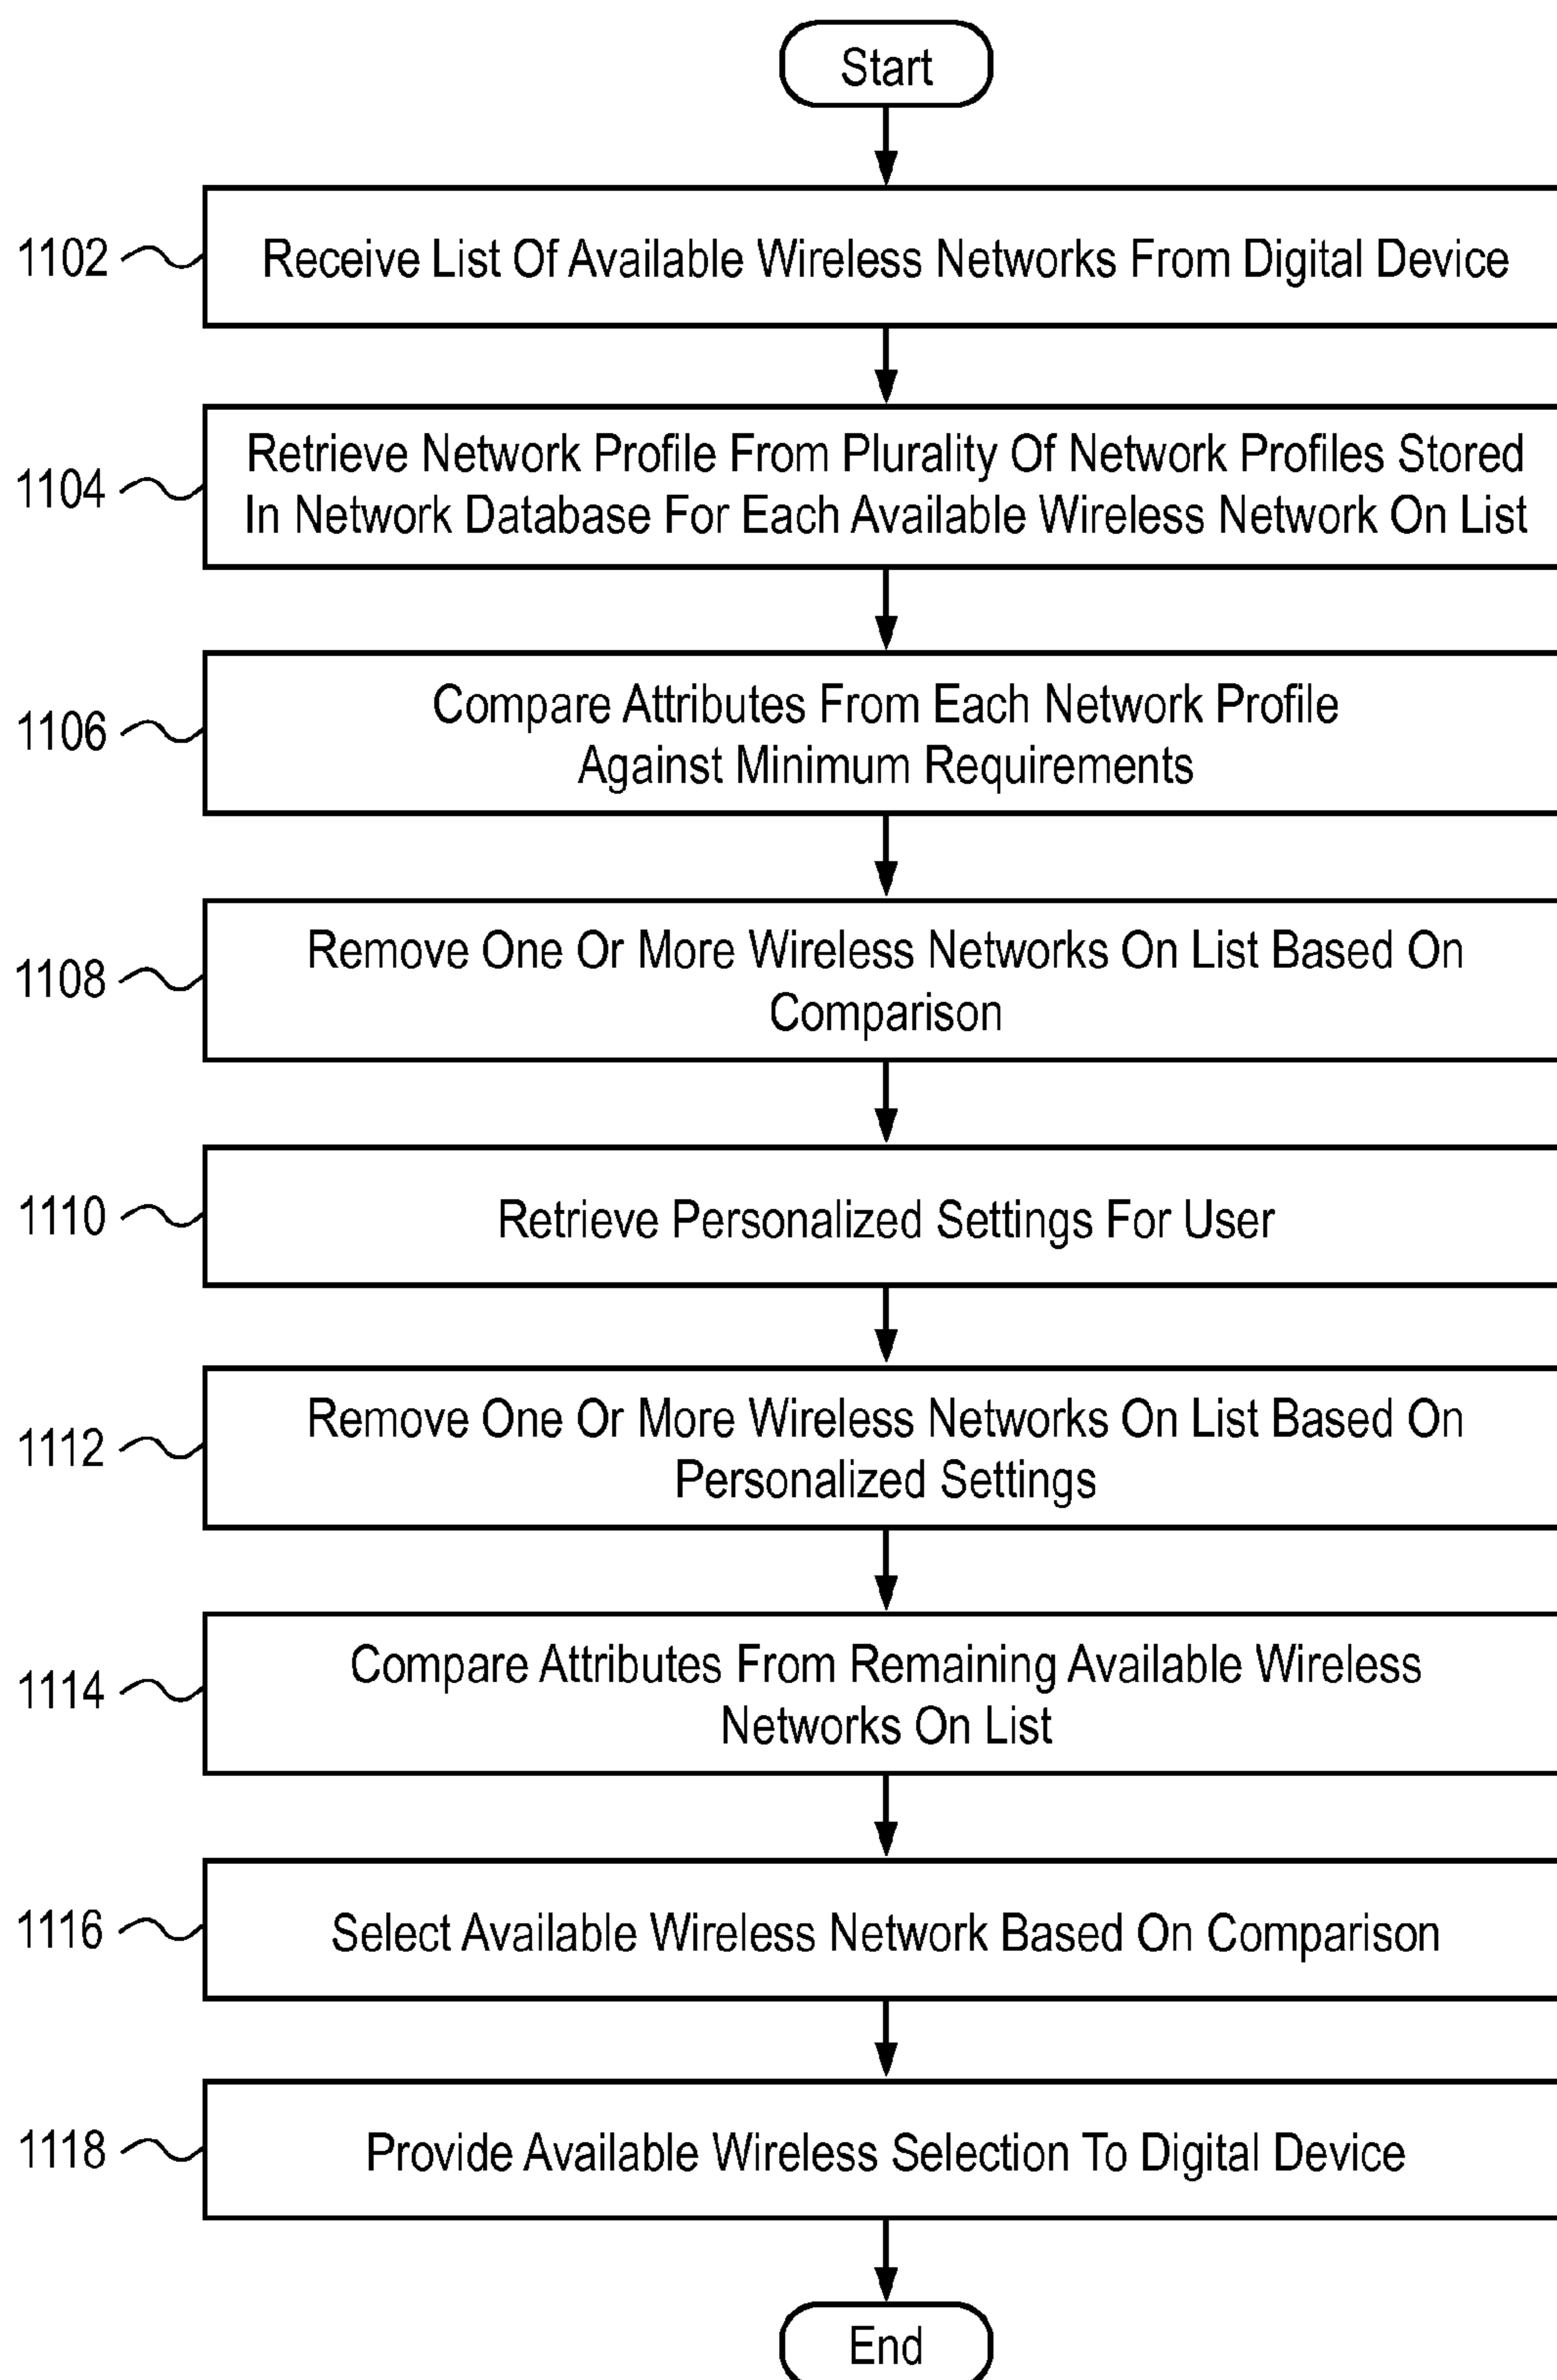 Start
1102
Receive List Of Available Wireless Networks From Digital Device
1104
Retrieve Network Profile From Plurality Of Network Profiles Stored
In Network Database For Each Available Wireless Network On List
1106
Compare Attributes From Each Network Profile
Against Minimum Requirements
1108
Remove One Or More Wireless Networks On List Based On
Comparison
1110
Retrieve Personalized Settings For User
1112
Remove One Or More Wireless Networks On List Based On
Personalized Settings
1114
Compare Attributes From Remaining Available Wireless
Networks On List
1116
Select Available Wireless Network Based On Comparison
1118
Provide Available Wireless Selection To Digital Device
End